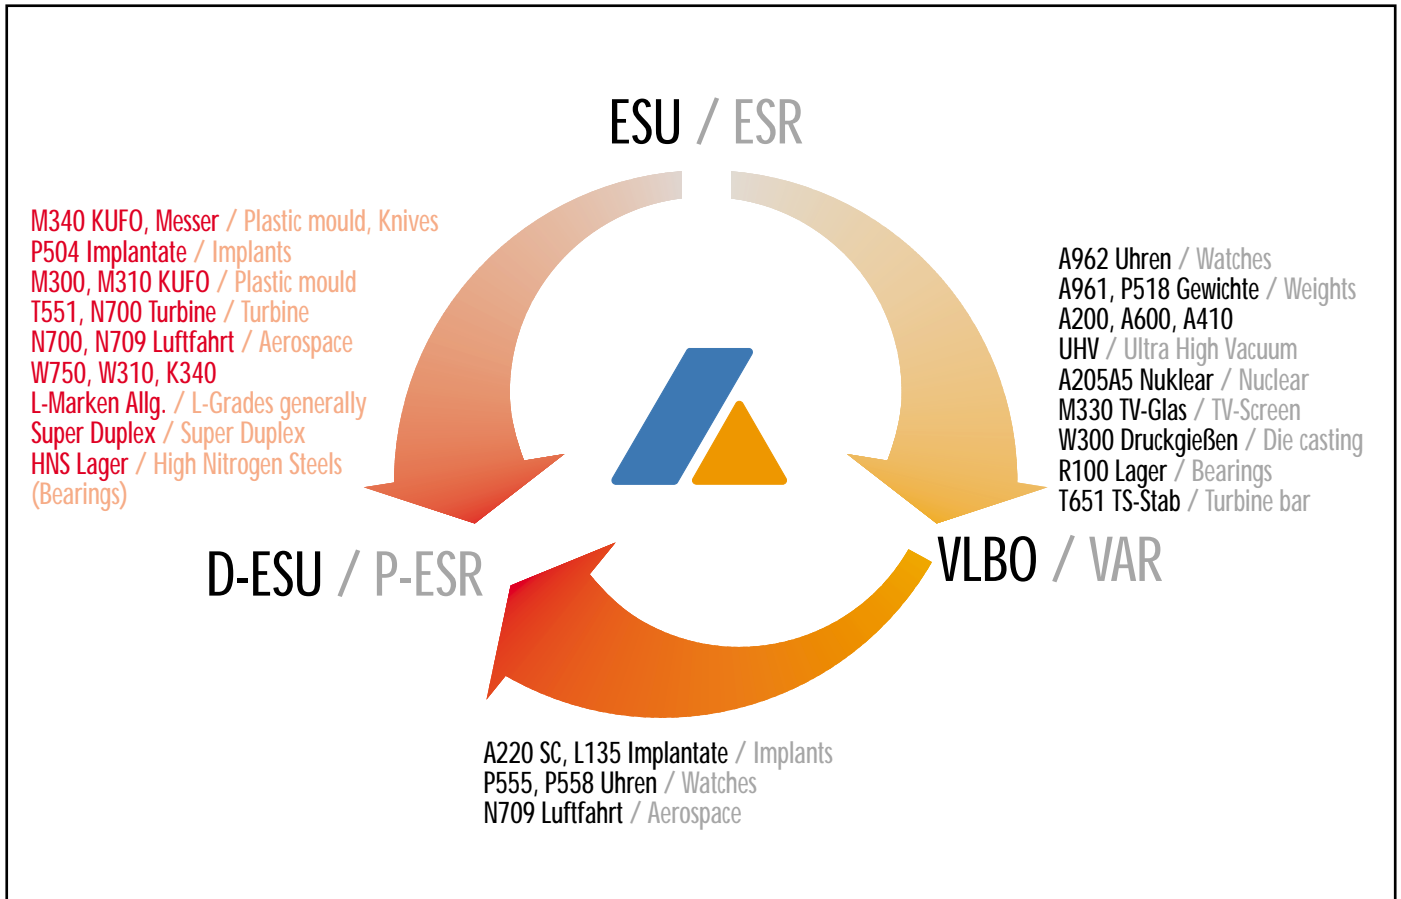 ESU / ESR
M340 KUFO, Messer / Plastic mould, Knives
P504 Implantate / Implants
M300, M310 KUFO / Plastic mould
T551, N700 Turbine / Turbine
N700, N709 Luftfahrt / Aerospace
W750, W310, K340
L-Marken Allg. / L-Grades generally
Super Duplex / Super Duplex
HNS Lager / High Nitrogen Steels
(Bearings)
A962 Uhren / Watches
A961, P518 Gewichte / Weights
A200, A600, A410
UHV / Ultra High Vacuum
A205A5 Nuklear / Nuclear
M330 TV-Glas / TV-Screen
W300 Druckgießen / Die casting
R100 Lager / Bearings
T651 TS-Stab / Turbine bar
D-ESU / P-ESR
VLBO / VAR
A220 SC, L135 Implantate / Implants
P555, P558 Uhren / Watches
N709 Luftfahrt / Aerospace